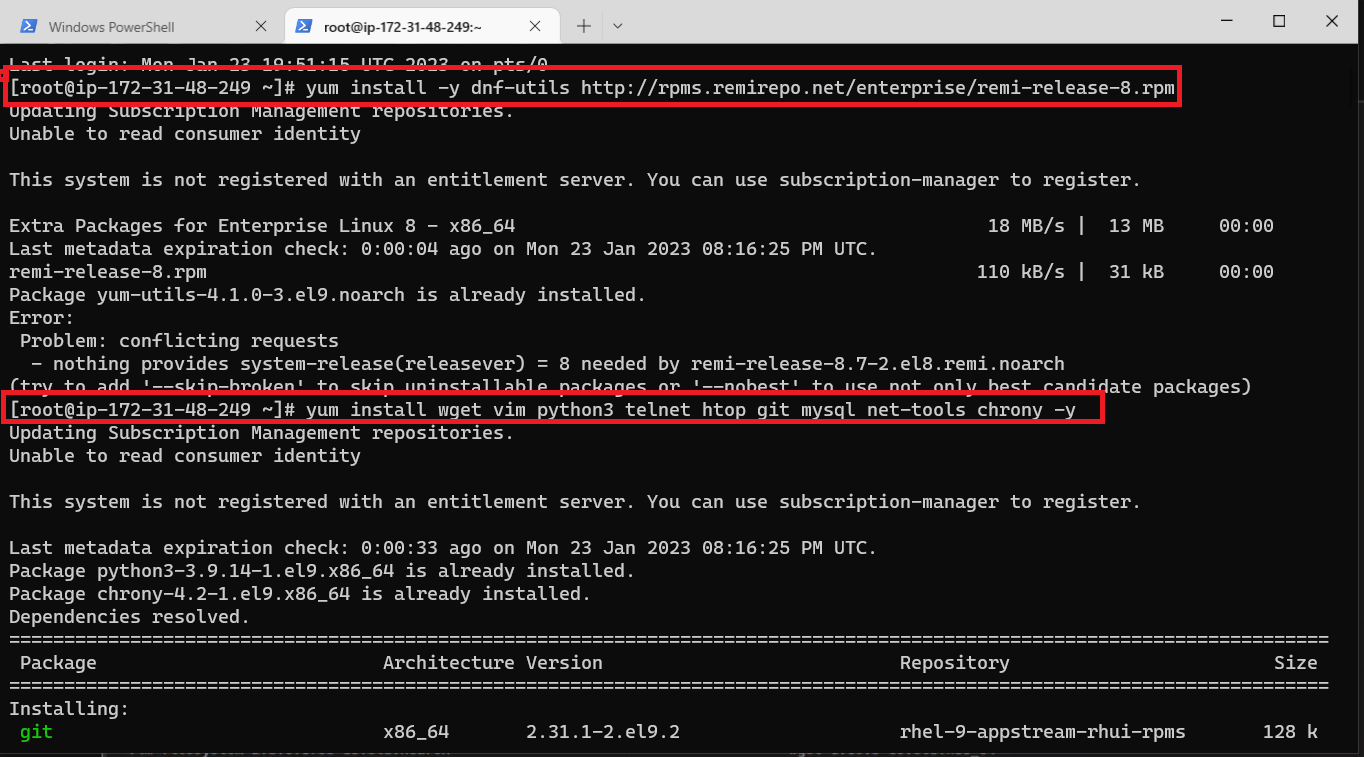 Windows PowerShell
root@ip-172-31-48-249:~
Last login: Mon Jan 23 19:51:15 UTC 2023 on pts/0
[root@ip-172-31-48-249 ~]# yum install -y dnf-utils http://rpms.remirepo.net/enterprise/remi-release-8.rpm
Updating Subscription Management repositories.
Unable to read consumer identity
This system is not registered with an entitlement server. You can use subscription-manager to register.
Extra Packages for Enterprise Linux 8 - x86_64 18 MB/s | 13 MB 00:00
Last metadata expiration check: 0:00:04 ago on Mon 23 Jan 2023 08:16:25 PM UTC.
remi-release-8.rpm 110 kB/s | 31 kB 00:00
Package yum-utils-4.1.0-3.el9.noarch is already installed.
Error:
Problem: conflicting requests
- nothing provides system-release(releasever) = 8 needed by remi-release-8.7-2.el8.remi.noarch
(try to add '--skip-broken' to skip uninstallable packages or '--nobest' to use not only best candidate packages)
[root@ip-172-31-48-249 ~]# yum install wget vim python3 telnet htop git mysql net-tools chrony -y
Updating Subscription Management repositories.
Unable to read consumer identity
This system is not registered with an entitlement server. You can use subscription-manager to register.
Last metadata expiration check: 0:00:33 ago on Mon 23 Jan 2023 08:16:25 PM UTC.
Package python3-3.9.14-1.el9.x86_64 is already installed.
Package chrony-4.2-1.el9.x86_64 is already installed.
Dependencies resolved.
Package Architecture Version Repository Size
Installing:
git x86_64 2.31.1-2.el9.2 rhel-9-appstream-rhui-rpms 128 k